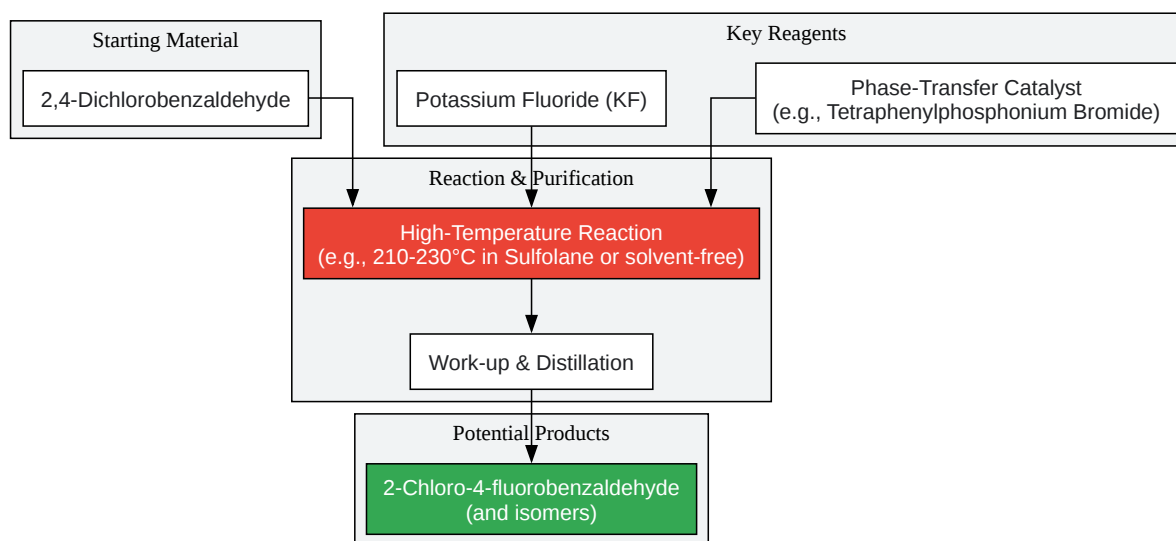 Starting Material
2,4-Dichlorobenzaldehyde
Key Reagents
Potassium Fluoride (KF)
Phase-Transfer Catalyst
(e.g., Tetraphenylphosphonium Bromide)
Reaction & Purification
High-Temperature Reaction
(e.g., 210-230°C in Sulfolane or solvent-free)
Work-up & Distillation
Potential Products
2-Chloro-4-fluorobenzaldehyde
(and isomers)